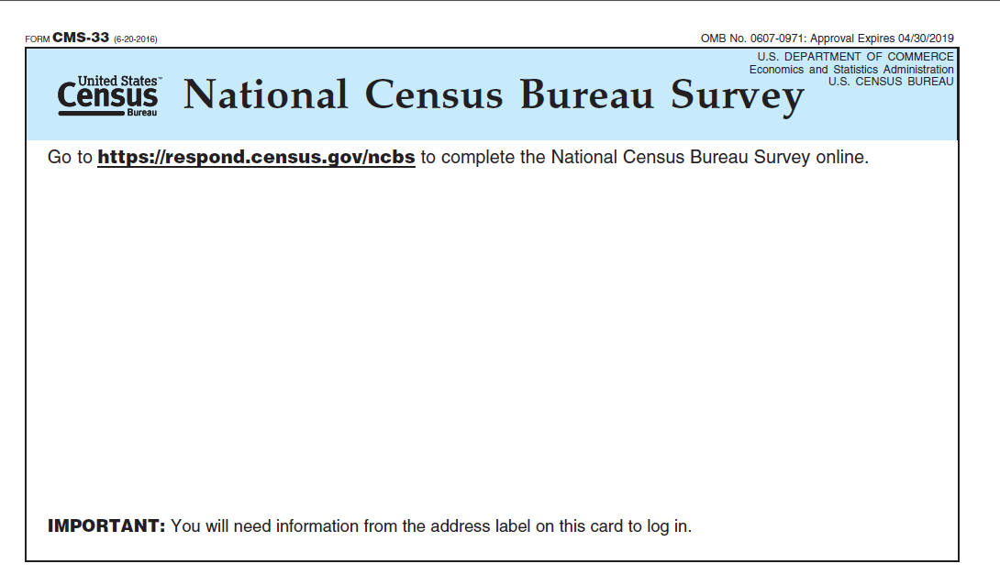 FORM CMS-33 (6-20-2016)
OMB No. 0607-0971: Approval Expires 04/30/2019
U.S. DEPARTMENT OF COMMERCE
Economics and Statistics Administration
U.S. CENSUS BUREAU
United States™
Census
Bureau
National Census Bureau Survey
Go to https://respond.census.gov/ncbs to complete the National Census Bureau Survey online.
IMPORTANT: You will need information from the address label on this card to log in.